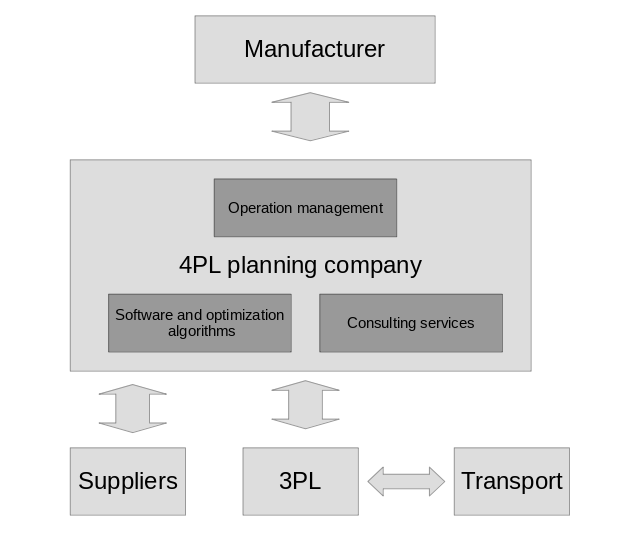 Manufacturer
Operation management
4PL planning company
Software and optimization
algorithms
Consulting services
Suppliers
3PL
Transport